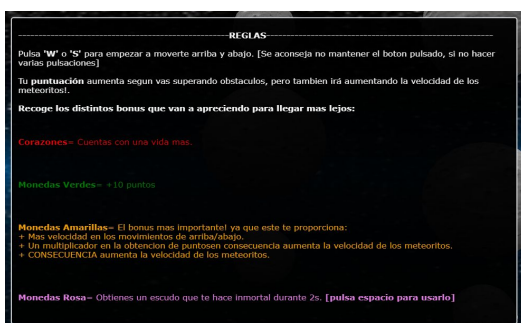 REGLAS
Pulsa 'W' o 'S' para empezar a moverte arriba y abajo. [Se aconseja no mantener el boton pulsado, si no hacer
varias pulsaciones]
Tu puntuación aumenta segun vas superando obstaculos, pero tambien irá aumentando la velocidad de los
meteoritos!.
Recoge los distintos bonus que van a apreciendo para llegar mas lejos:
Corazones= Cuentas con una vida mas.
Monedas Verdes= +10 puntos
Monedas Amarillas= El bonus mas importante! ya que este te proporciona:
+ Mas velocidad en los movimientos de arriba/abajo.
+ Un multiplicador en la obtencion de puntosen consecuencia aumenta la velocidad de los meteoritos.
+ CONSECUENCIA aumenta la velocidad de los meteoritos.
Monedas Rosa= Obtienes un escudo que te hace inmortal durante 2s. [pulsa espacio para usarlo]